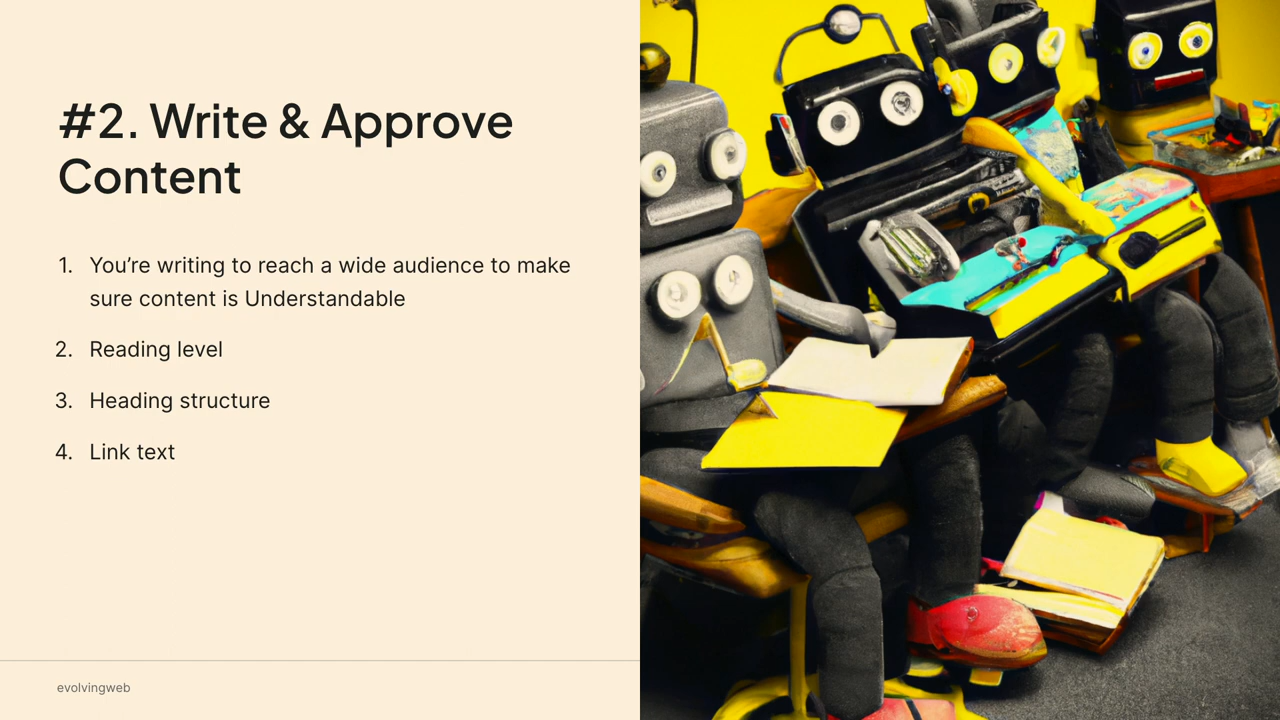 #2. Write & Approve
Content
1. You’re writing to reach a wide audience to make
sure content is Understandable
2. Reading level
3. Heading structure
4. Link text
evolvingweb